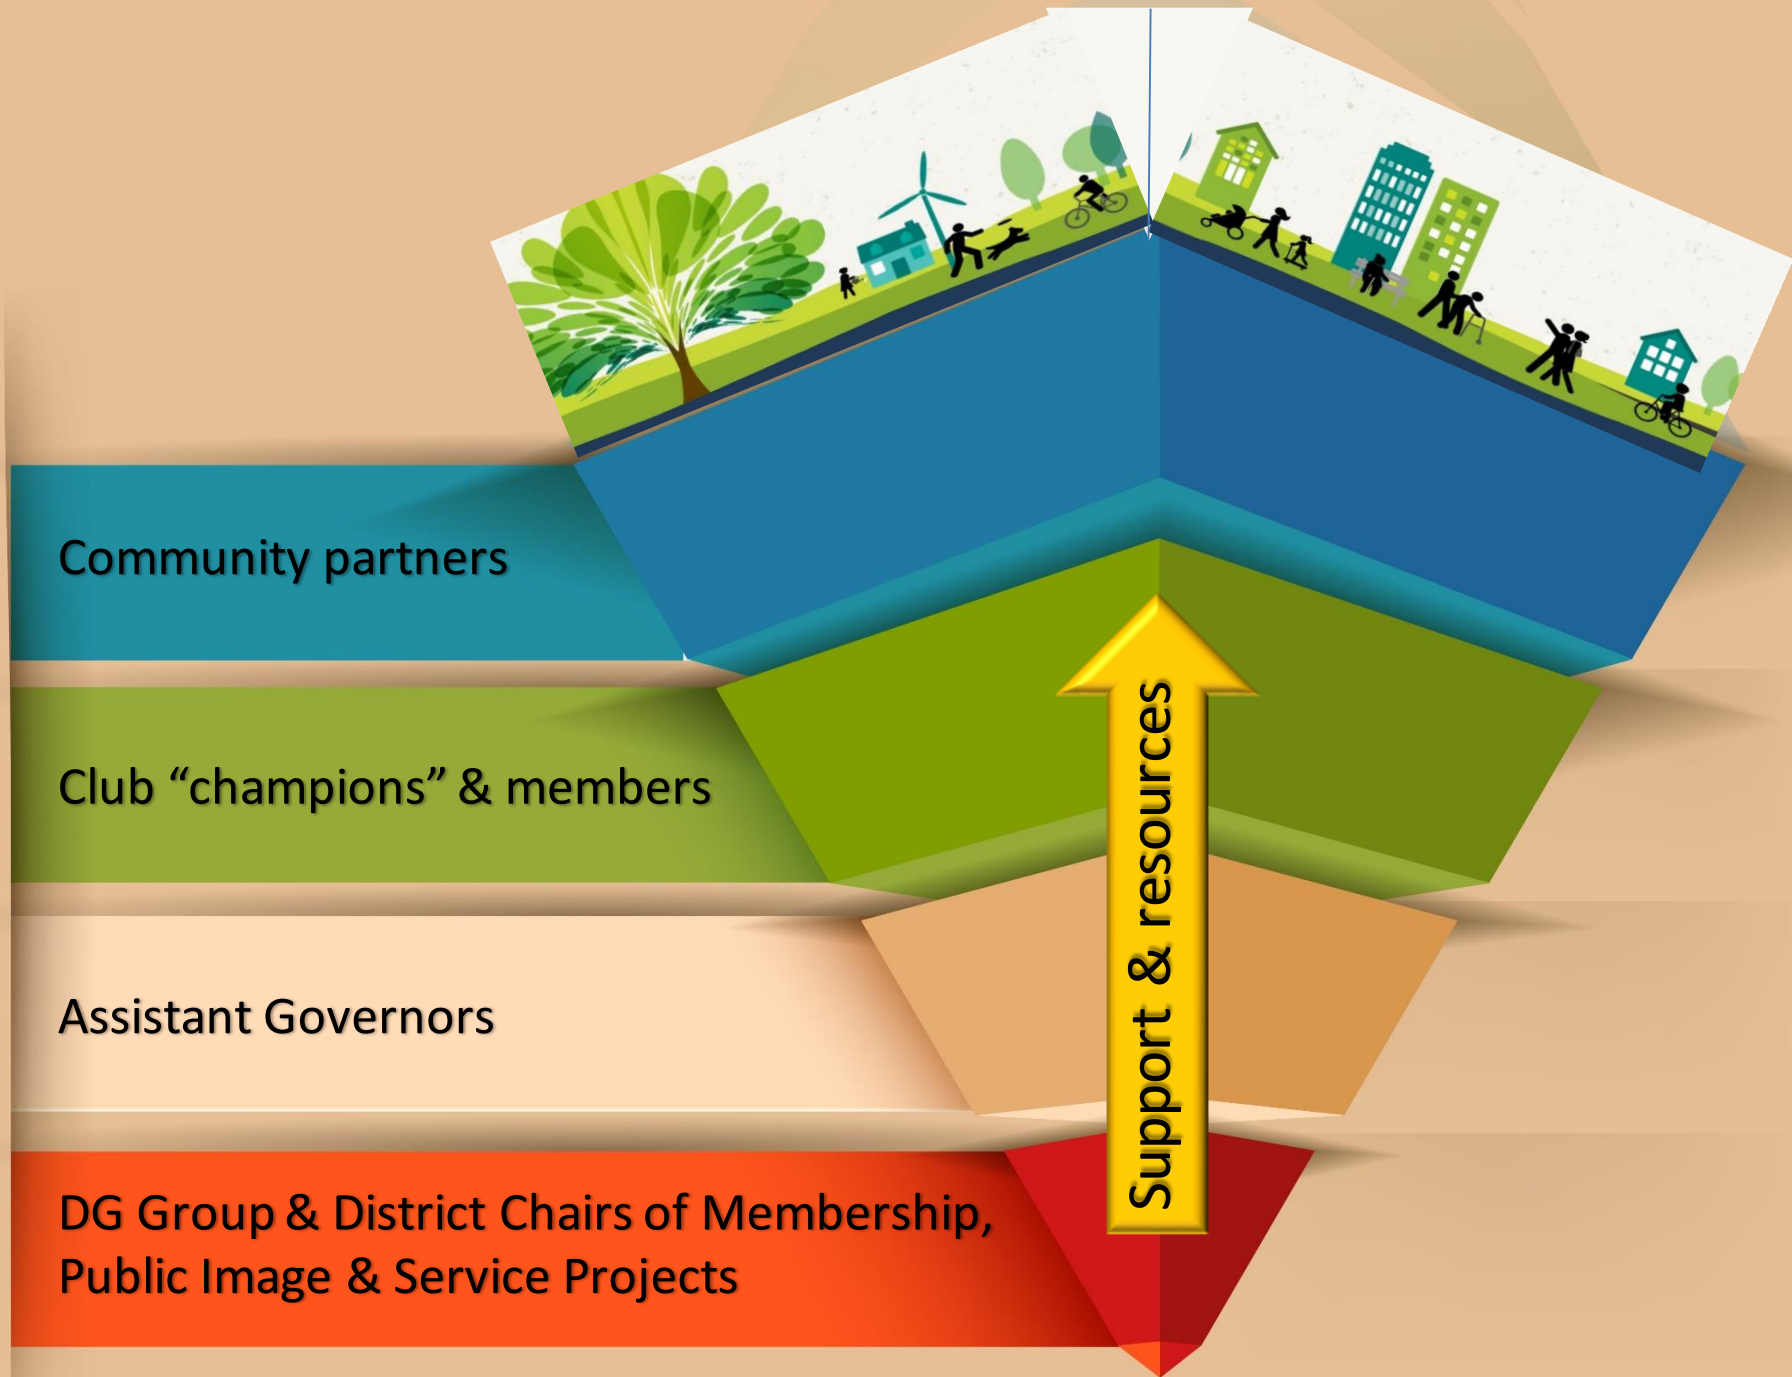 Community partners
Club “champions” & members
Assistant Governors
DG Group & District Chairs of Membership,
Public Image & Service Projects
Support & resources